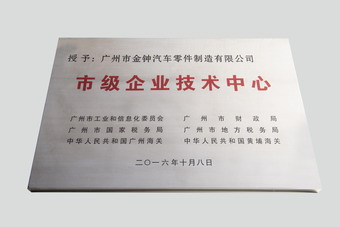 授予：广州市金钟汽车零件制造有限公司
市级企业技术中心
广州市工业和信息化委员会 广州市财政局
广州市国家税务局 广州市地方税务局
中华人民共和国广州海关 中华人民共和国黄埔海关
二〇一六年十月八日